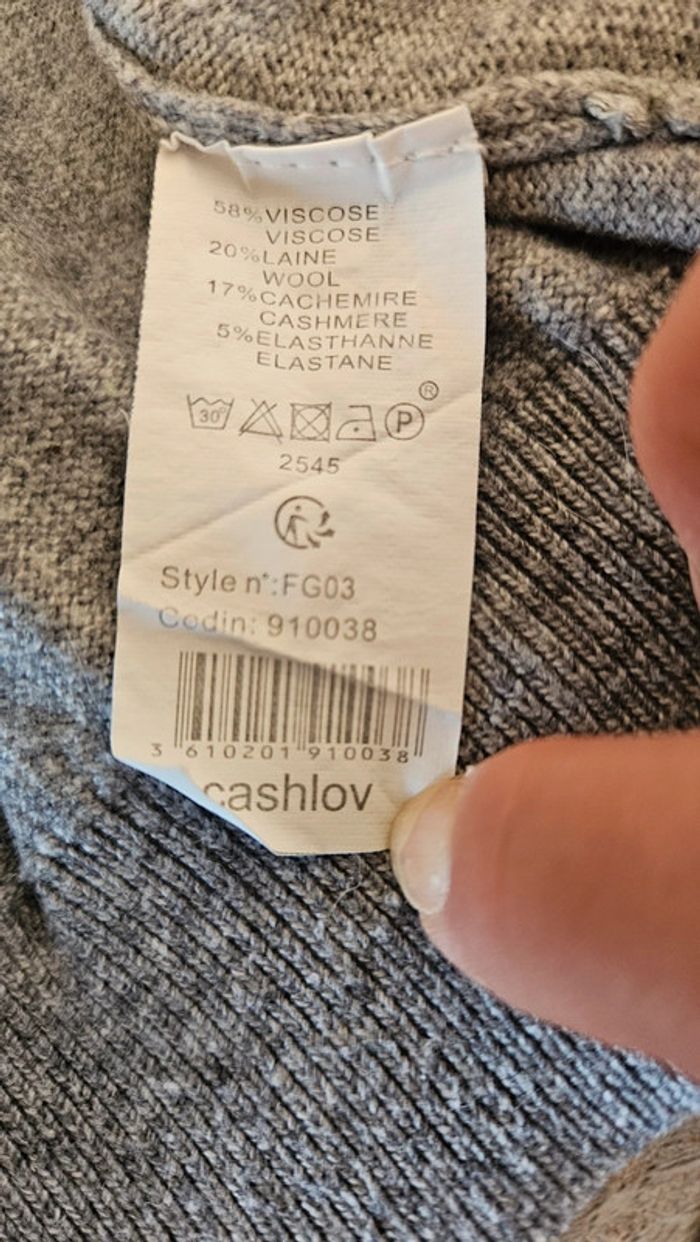 58%VISCOSE
VISCOSE
20%LAINE
WOOL
17%CACHEMIRE
CASHMERE
5%ELASTHANNE
ELASTANE
30° P ®
2545
Style n°:FG03
Codin: 910038
3 610201 910038
cashlov